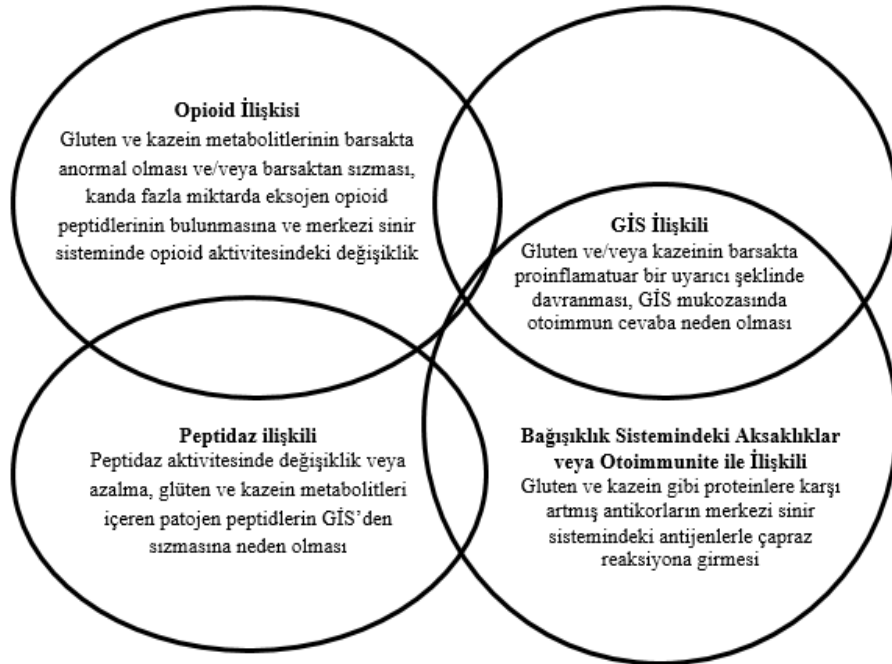 Opioid İlişkisi
Gluten ve kazein metabolitlerinin barsakta
anormal olması ve/veya barsaktan sızması,
kanda fazla miktarda eksojen opioid
peptidlerinin bulunmasına ve merkezi sinir
sisteminde opioid aktivitesindeki değişiklik
GİS İlişkili
Gluten ve/veya kazeinin barsakta
proinflamatuar bir uyarıcı şeklinde
davranması, GİS mukozasında
otoimmun cevaba neden olması
Peptidaz ilişkili
Peptidaz aktivitesinde değişiklik veya
azalma, glüten ve kazein metabolitleri
içeren patojen peptidlerin GİS’den
sızmasına neden olması
Bağışıklık Sistemindeki Aksaklıklar
veya Otoimmunite ile İlişkili
Gluten ve kazein gibi proteinlere karşı
artmış antikorların merkezi sinir
sistemindeki antijenlerle çapraz
reaksiyona girmesi